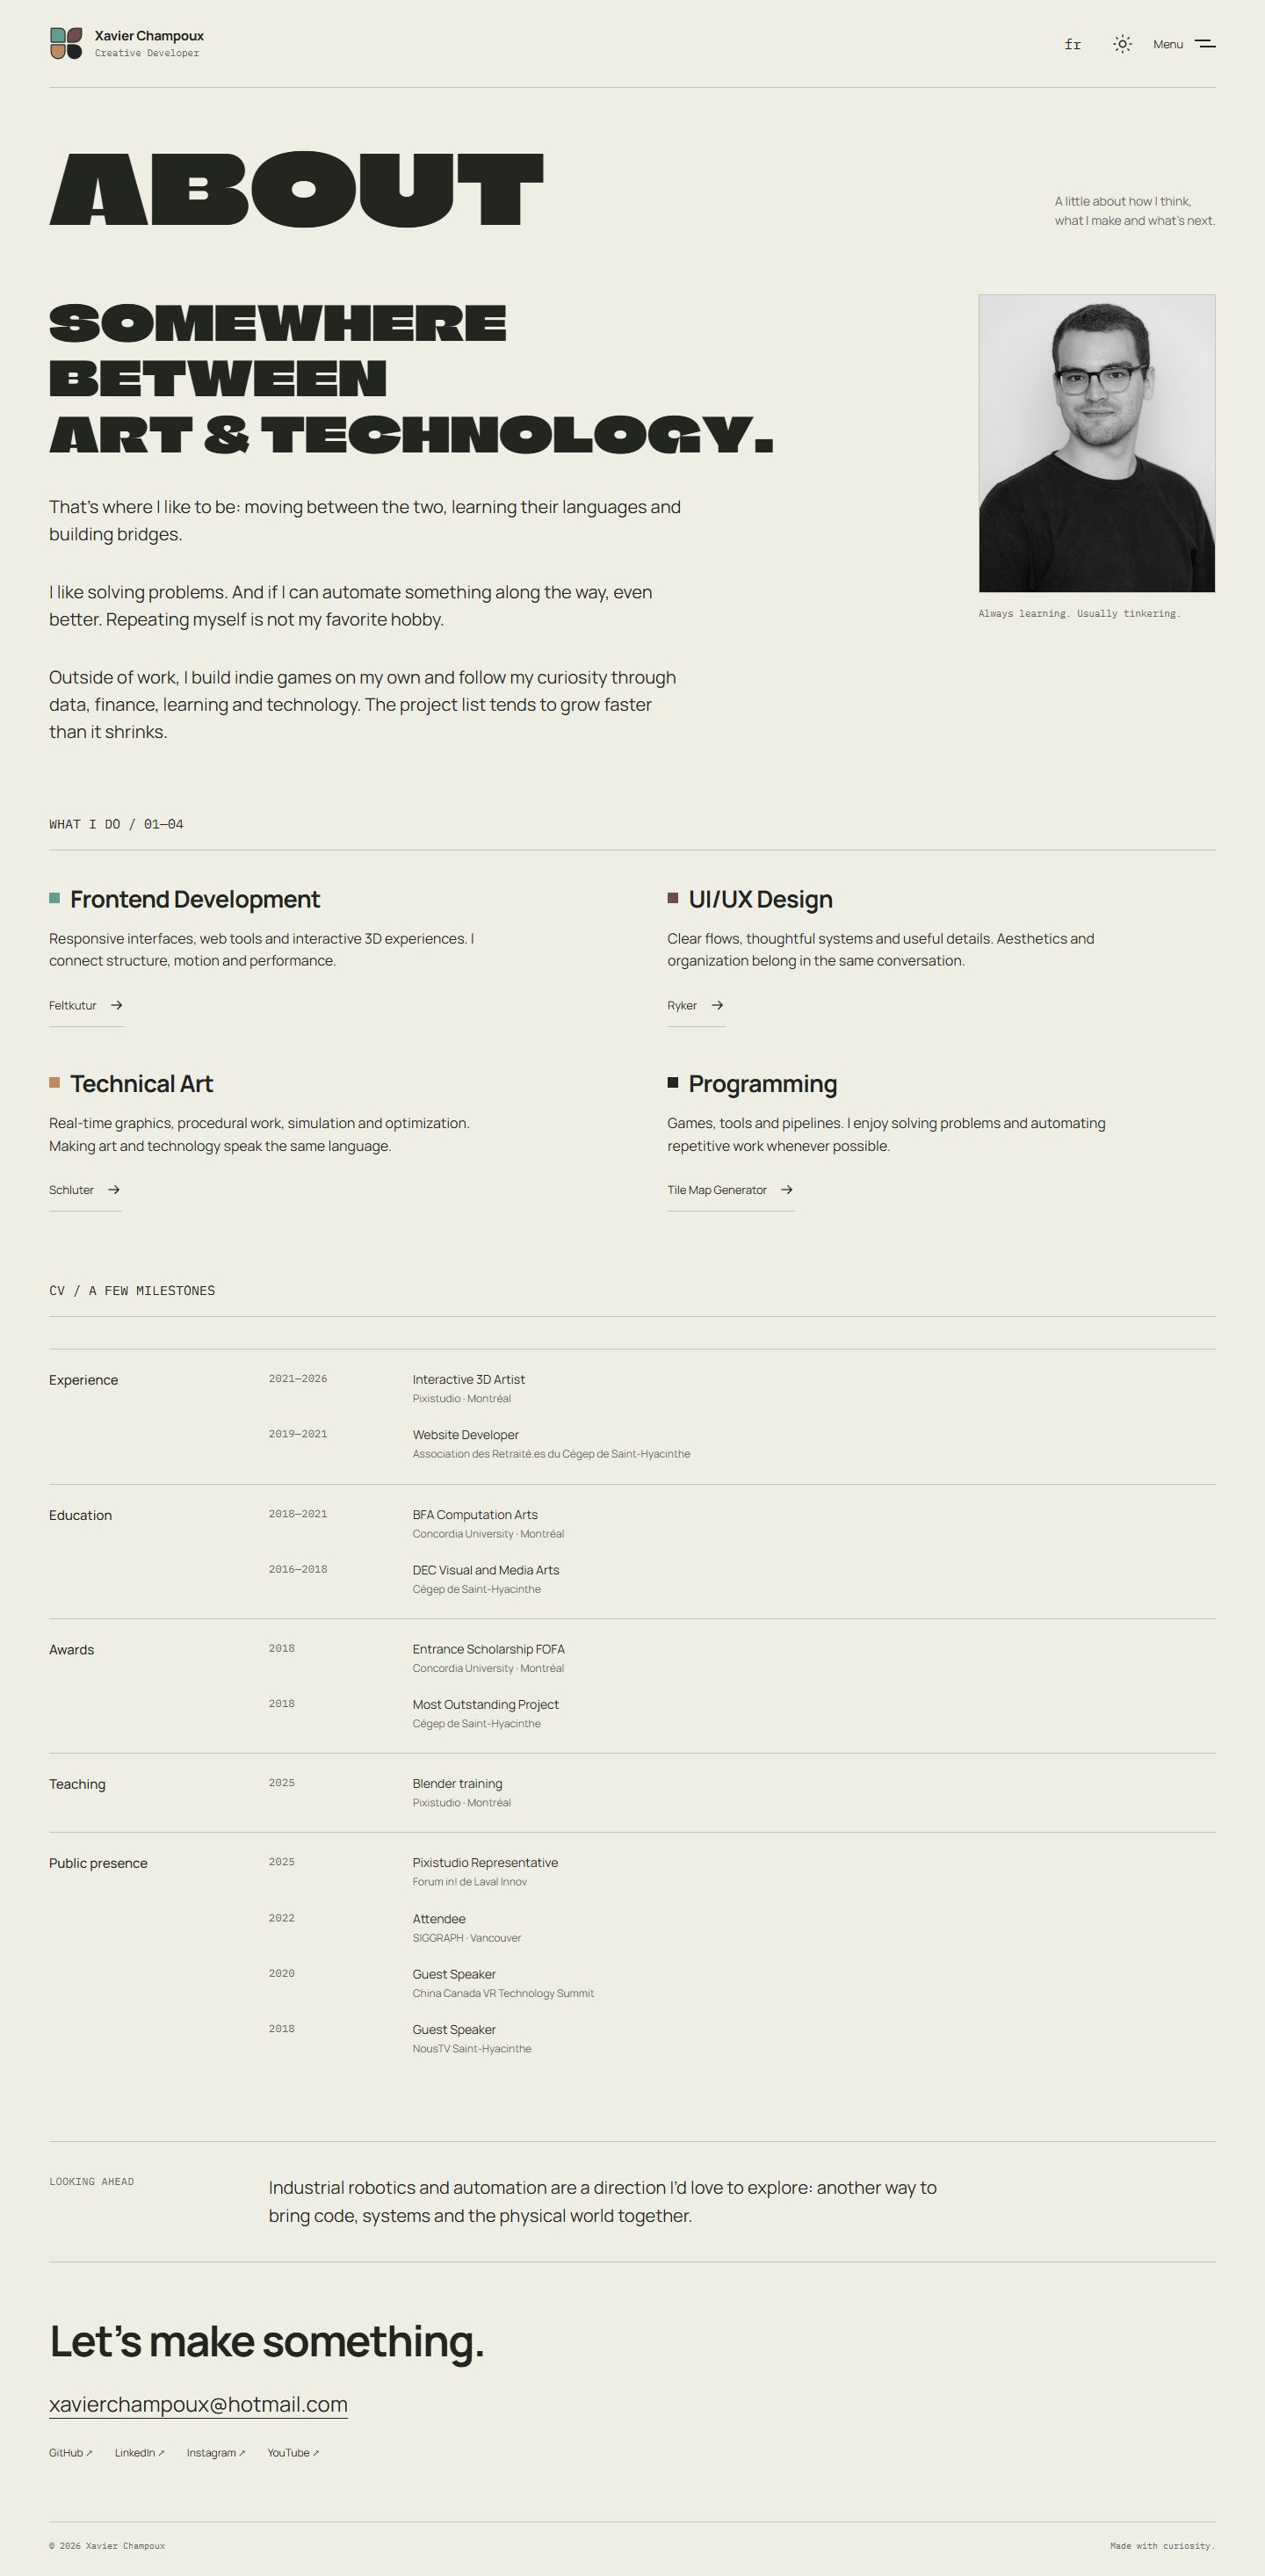 Xavier Champoux
Creative Developer
fr
Menu
ABOUT
A little about how I think,
what I make and what's next.
SOMEWHERE
BETWEEN
ART & TECHNOLOGY.
That's where I like to be: moving between the two, learning their languages and
building bridges.
I like solving problems. And if I can automate something along the way, even
better. Repeating myself is not my favorite hobby.
Outside of work, I build indie games on my own and follow my curiosity through
data, finance, learning and technology. The project list tends to grow faster
than it shrinks.
Always learning. Usually tinkering.
WHAT I DO / 01—04
Frontend Development
Responsive interfaces, web tools and interactive 3D experiences. I
connect structure, motion and performance.
Feltkutur →
UI/UX Design
Clear flows, thoughtful systems and useful details. Aesthetics and
organization belong in the same conversation.
Ryker →
Technical Art
Real-time graphics, procedural work, simulation and optimization.
Making art and technology speak the same language.
Schluter →
Programming
Games, tools and pipelines. I enjoy solving problems and automating
repetitive work whenever possible.
Tile Map Generator →
CV / A FEW MILESTONES
Experience
2021—2026
Interactive 3D Artist
Pixistudio · Montréal
2019—2021
Website Developer
Association des Retraité.es du Cégep de Saint-Hyacinthe
Education
2018—2021
BFA Computation Arts
Concordia University · Montréal
2016—2018
DEC Visual and Media Arts
Cégep de Saint-Hyacinthe
Awards
2018
Entrance Scholarship FOFA
Concordia University · Montréal
2018
Most Outstanding Project
Cégep de Saint-Hyacinthe
Teaching
2025
Blender training
Pixistudio · Montréal
Public presence
2025
Pixistudio Representative
Forum in! de Laval Innov
2022
Attendee
SIGGRAPH · Vancouver
2020
Guest Speaker
China Canada VR Technology Summit
2018
Guest Speaker
NousTV Saint-Hyacinthe
LOOKING AHEAD
Industrial robotics and automation are a direction I'd love to explore: another way to
bring code, systems and the physical world together.
Let's make something.
xavierchampoux@hotmail.com
GitHub ↗ LinkedIn ↗ Instagram ↗ YouTube ↗
© 2026 Xavier Champoux
Made with curiosity.